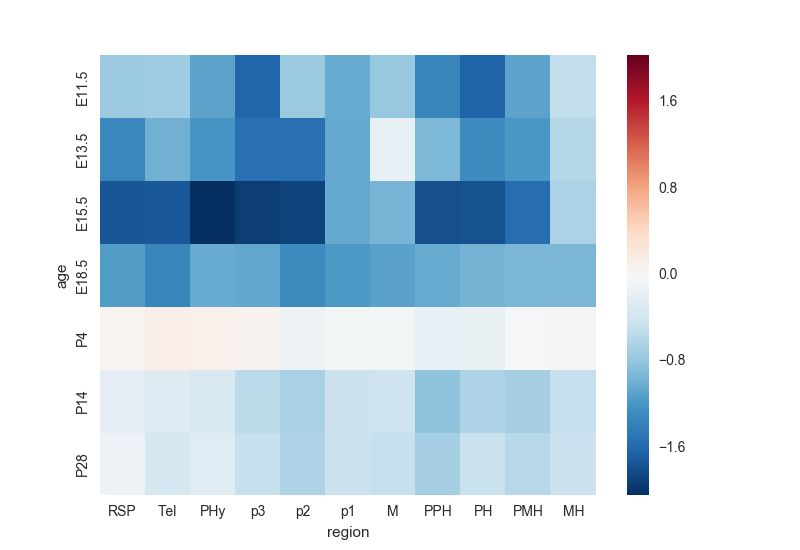 age
E11.5
E13.5
E15.5
E18.5
P4
P14
P28
RSP Tel PHy p3 p2 p1 M PPH PH PMH MH
region
1.6
0.8
0.0
−0.8
−1.6